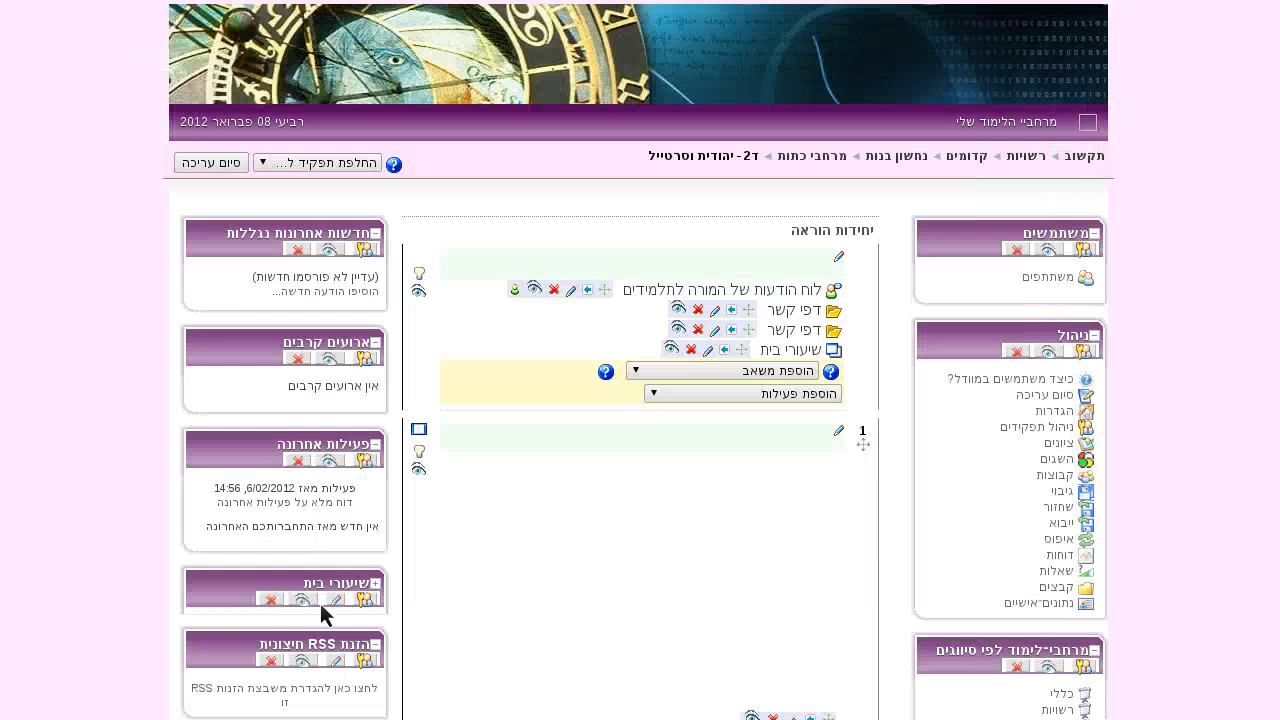 מרחביי הלימוד שלי
רביעי 08 פברואר 2012
תקשוב ◄ רשויות ◄ קדומים ◄ נחשון בנות ◄ מרחבי כתות ◄ ד2 - יהודית וסרטייל
החלפת תפקיד ל...
סיום עריכה
משתמשים
משתתפים
ניהול
כיצד משתמשים במוודל?
סיום עריכה
הגדרות
ניהול תפקידים
ציונים
השגים
קבוצות
גיבוי
שחזור
ייבוא
איפוס
דוחות
שאלות
קבצים
נתונים־אישיים
מרחבי־לימוד לפי סיווגים
כללי
רשויות
יחידות הוראה
לוח הודעות של המורה לתלמידים
דפי קשר
דפי קשר
שיעורי בית
הוספת משאב
הוספת פעילות
1
חדשות אחרונות נגללות
(עדיין לא פורסמו חדשות)
הוסיפו הודעה חדשה...
ארועים קרבים
אין ארועים קרבים
פעילות אחרונה
פעילות מאז 6/02/2012, 14:56
דוח מלא על פעילות אחרונה
אין חדש מאז התחברותכם האחרונה
שיעורי בית
הזנת RSS חיצונית
לחצו כאן להגדרת משבצת הזנות RSS
זו